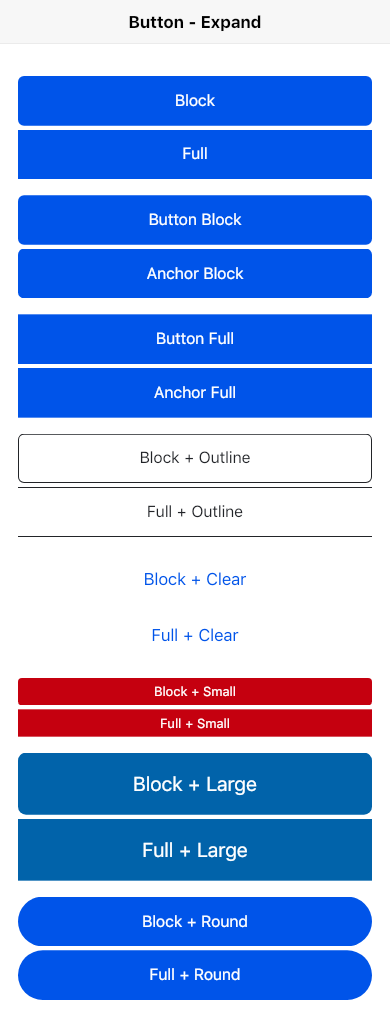 Button - Expand
Block
Full
Button Block
Anchor Block
Button Full
Anchor Full
Block + Outline
Full + Outline
Block + Clear
Full + Clear
Block + Small
Full + Small
Block + Large
Full + Large
Block + Round
Full + Round